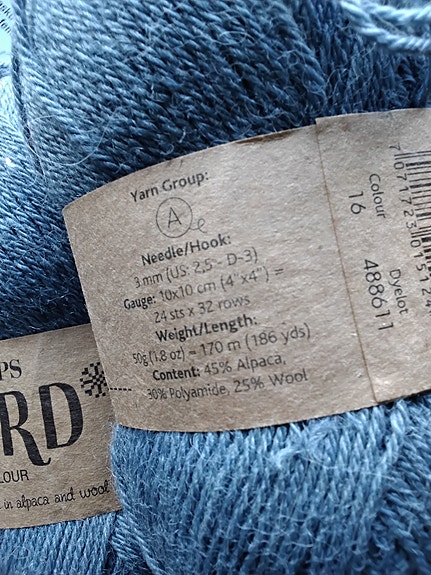 Yarn Group:
A
Needle/Hook:
3 mm (US: 2,5 - D-3)
Gauge: 10x10 cm (4"x4") =
24 sts x 32 rows
Weight/Length:
50g (1.8 oz) = 170 m (186 yds)
Content: 45% Alpaca,
30% Polyamide, 25% Wool
Colour
16
Dyelot
488611
PS
RD
LOUR
in alpaca and wool